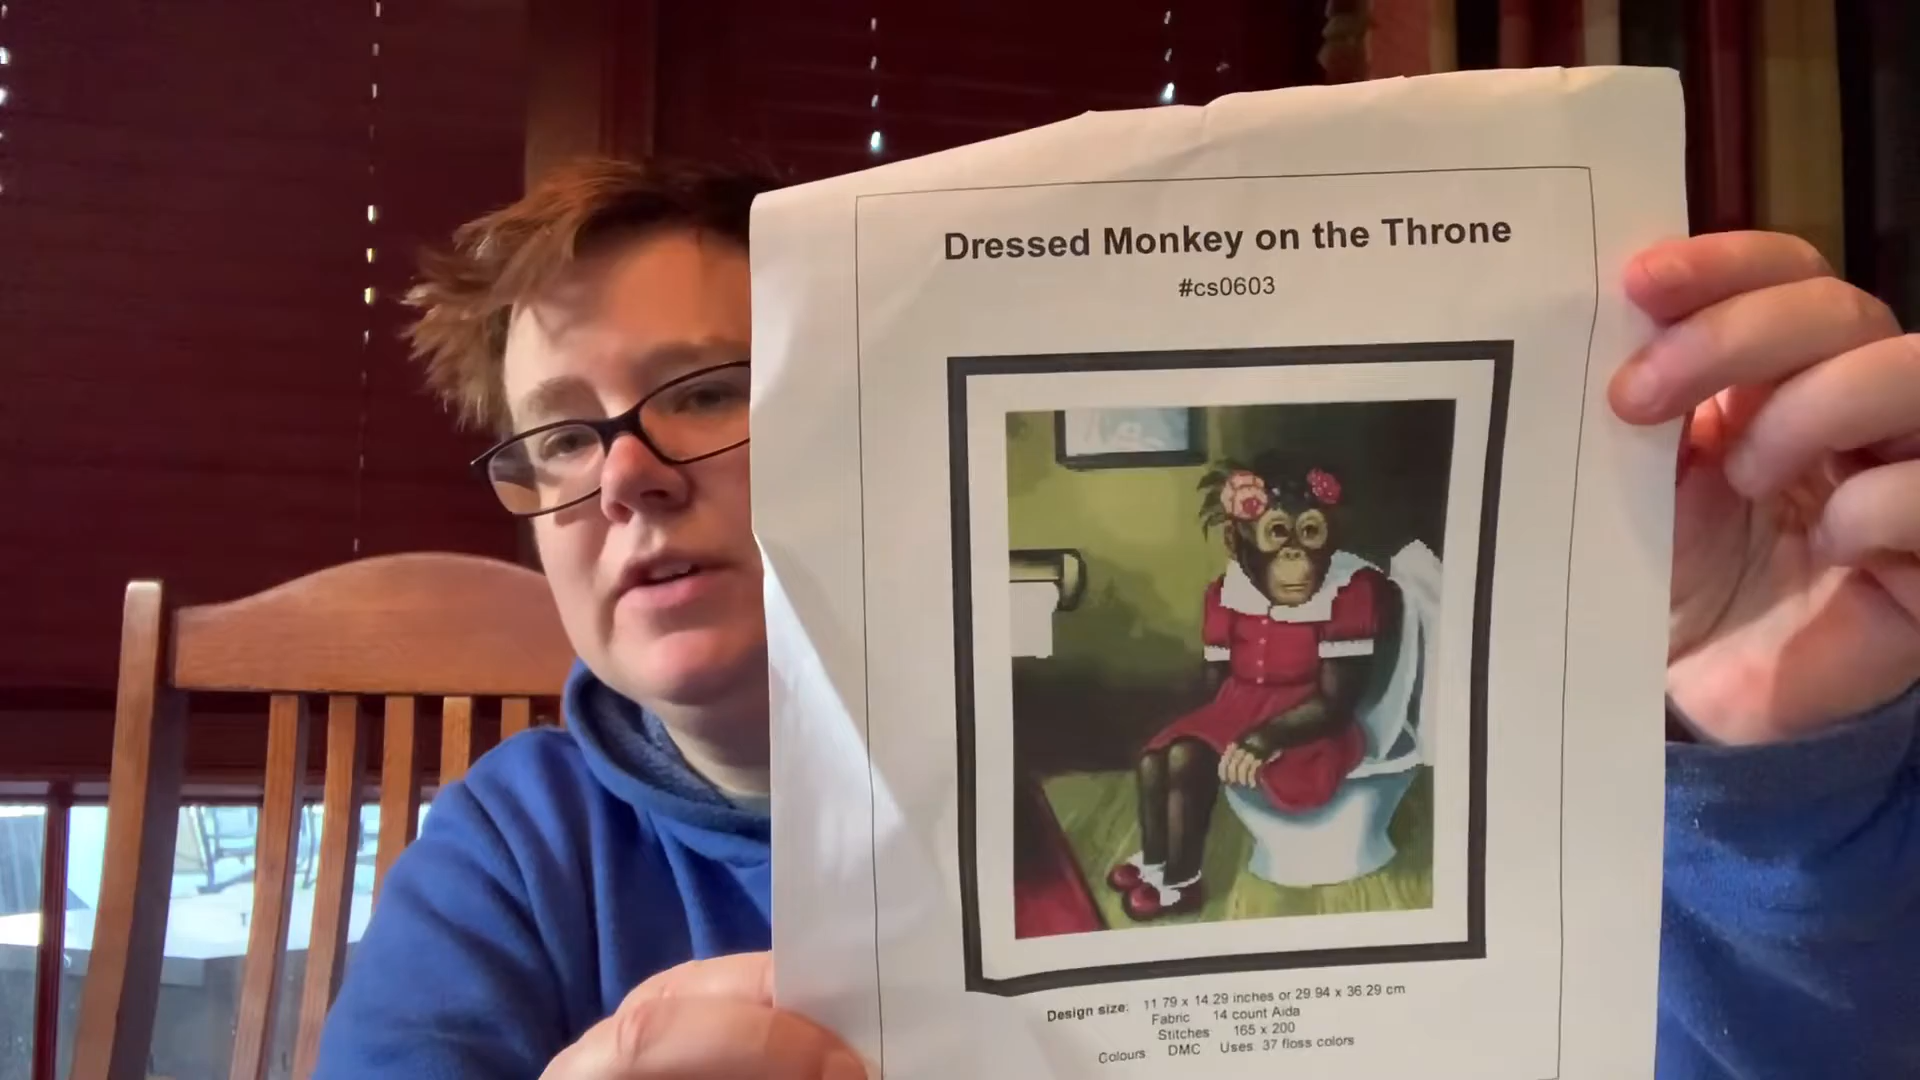 Dressed Monkey on the Throne
#cs0603
Design size: 11.79 x 14.29 inches or 29.94 x 36.29 cm
Fabric 14 count Aida
Stitches 165 x 200
Colours DMC Uses 37 floss colors